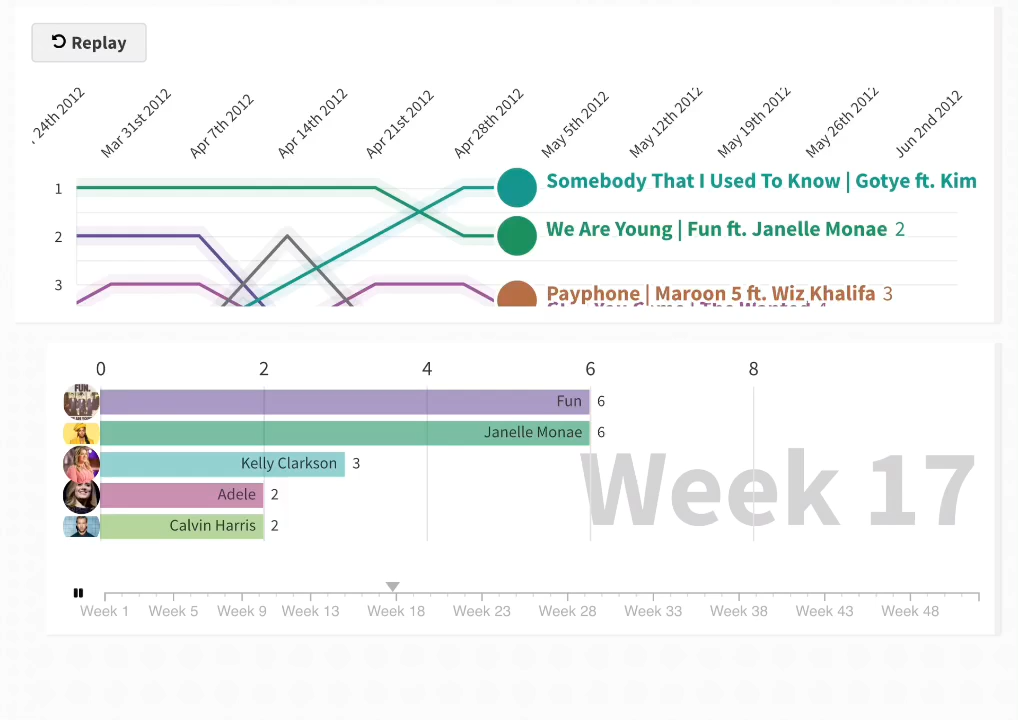 Replay
24th 2012
Mar 31st 2012
Apr 7th 2012
Apr 14th 2012
Apr 21st 2012
Apr 28th 2012
May 5th 2012
May 12th 2012
May 19th 2012
May 26th 2012
Jun 2nd 2012
1
Somebody That I Used To Know | Gotye ft. Kim
2
We Are Young | Fun ft. Janelle Monae 2
3
Payphone | Maroon 5 ft. Wiz Khalifa 3
0 2 4 6 8
FUN.
Fun 6
Janelle Monae 6
Kelly Clarkson 3
Adele 2
Calvin Harris 2
Week 17
Week 1 Week 5 Week 9 Week 13 Week 18 Week 23 Week 28 Week 33 Week 38 Week 43 Week 48